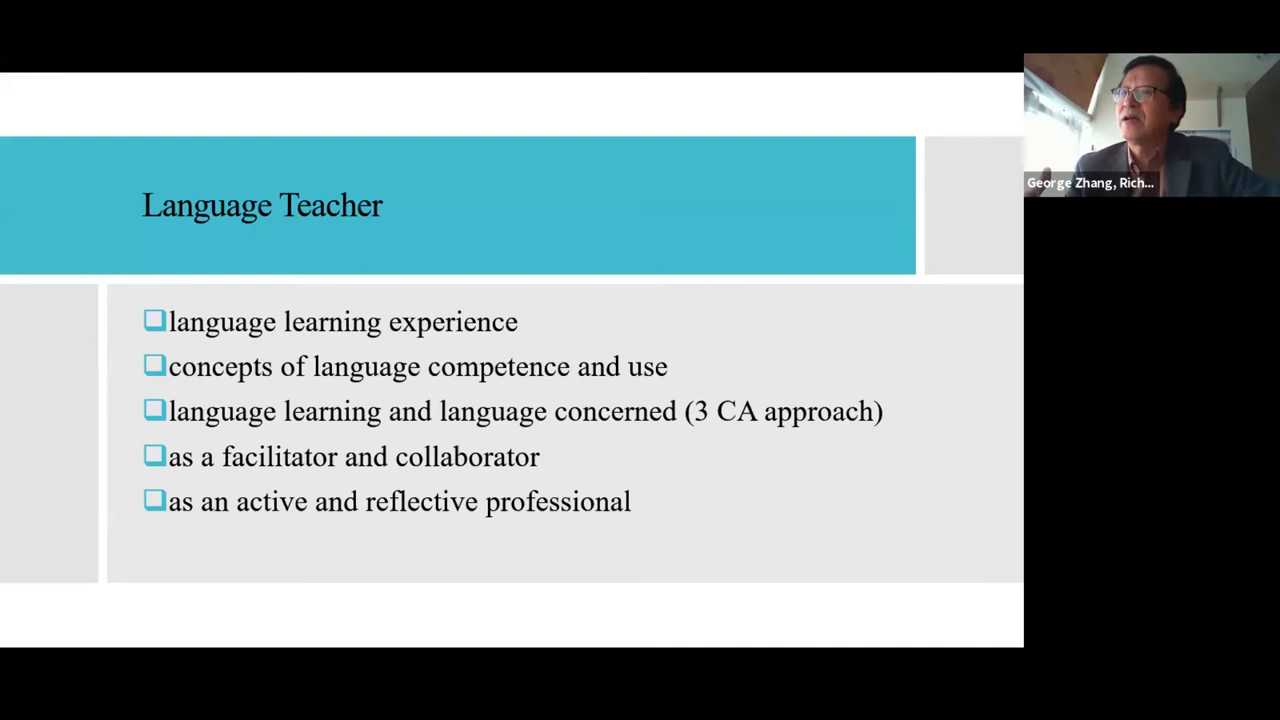 Language Teacher
language learning experience
concepts of language competence and use
language learning and language concerned (3 CA approach)
as a facilitator and collaborator
as an active and reflective professional
George Zhang, Rich...